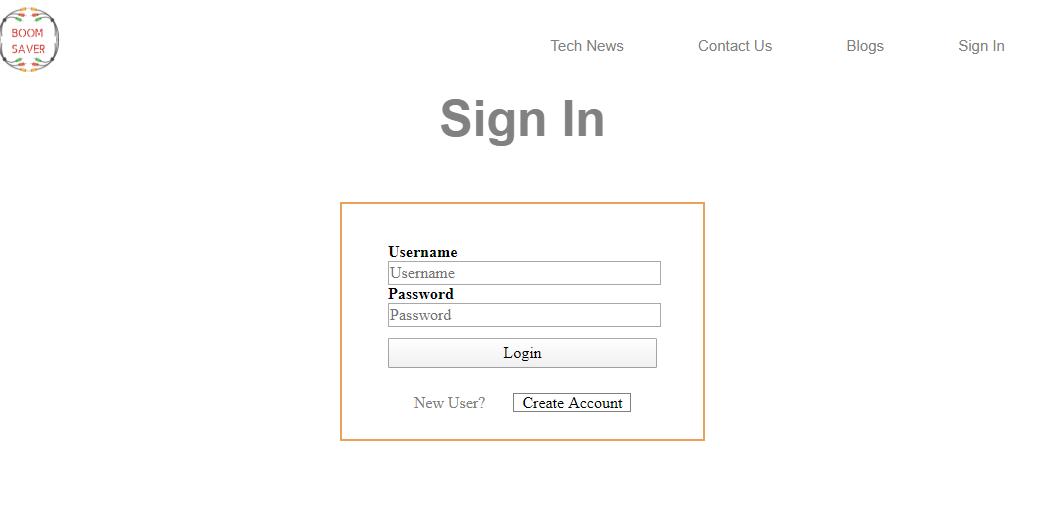 BOOM
SAVER
Tech News Contact Us Blogs Sign In
Sign In
Username
Username
Password
Password
Login
New User? Create Account